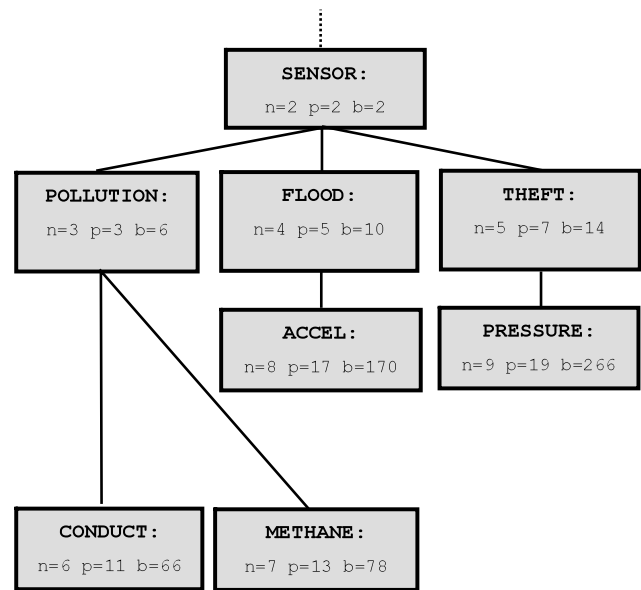 SENSOR:
n=2 p=2 b=2
POLLUTION:
n=3 p=3 b=6
FLOOD:
n=4 p=5 b=10
THEFT:
n=5 p=7 b=14
ACCEL:
n=8 p=17 b=170
PRESSURE:
n=9 p=19 b=266
CONDUCT:
n=6 p=11 b=66
METHANE:
n=7 p=13 b=78